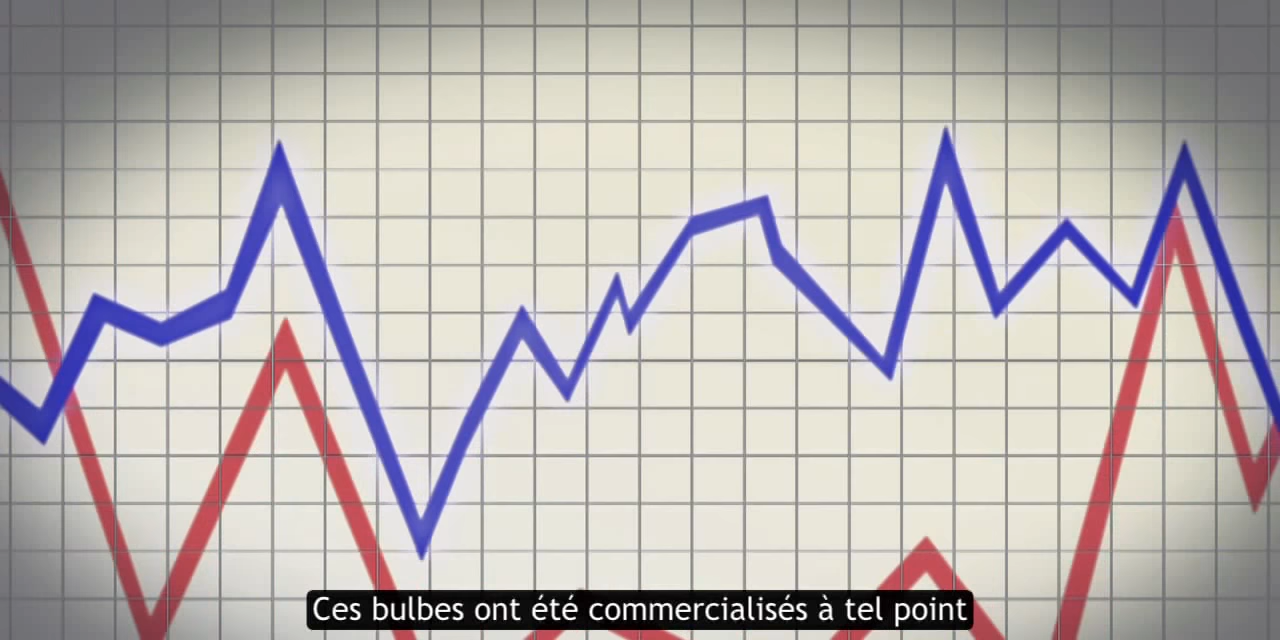 Ces bulbes ont été commercialisés à tel point